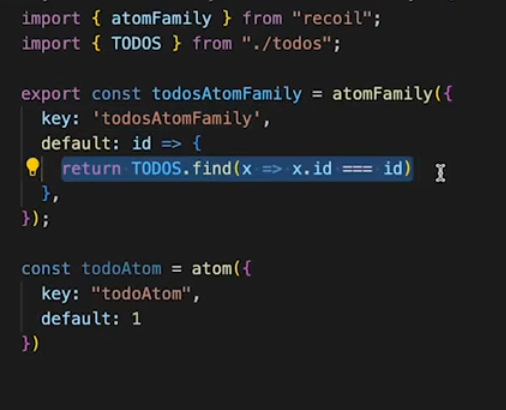 import { atomFamily } from "recoil";
import { TODOS } from "./todos";
export const todosAtomFamily = atomFamily({
key: 'todosAtomFamily',
default: id => {
return TODOS.find(x => x.id === id)
},
});
const todoAtom = atom({
key: "todoAtom",
default: 1
})